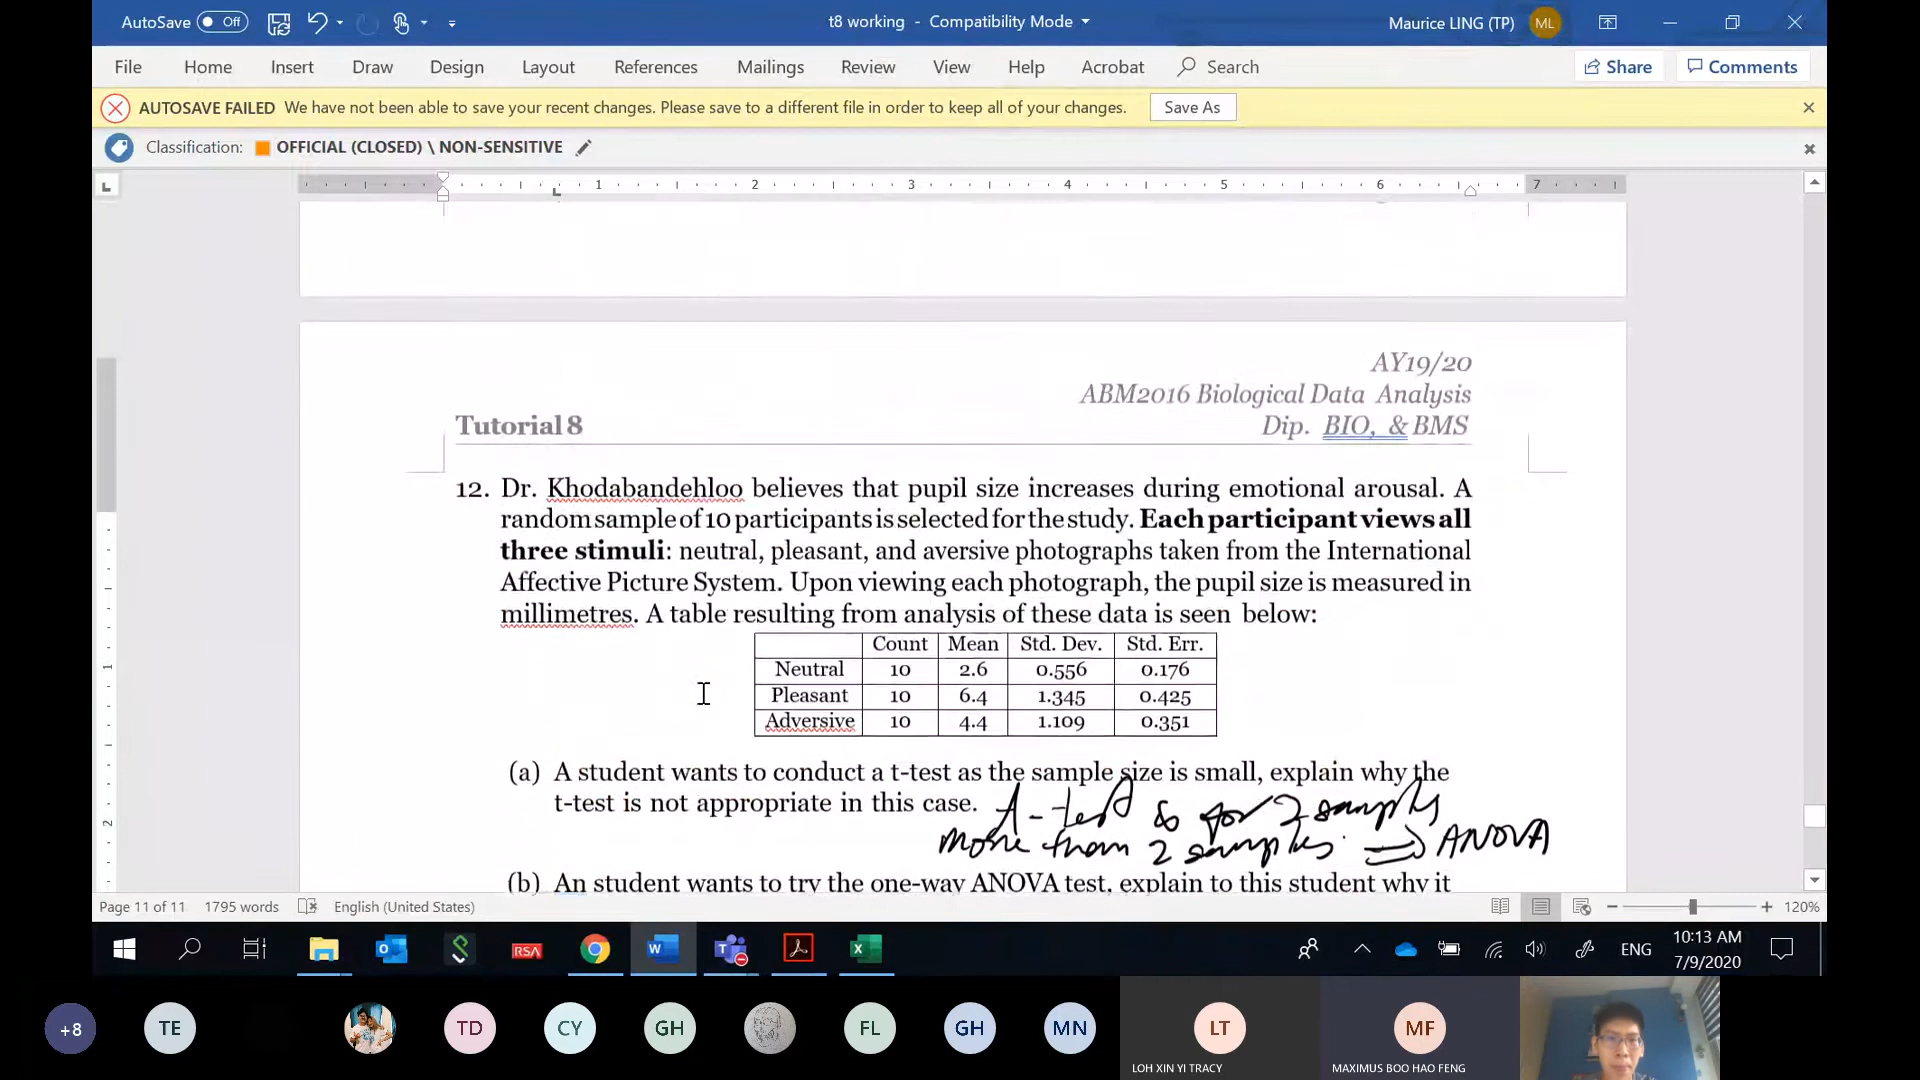 AutoSave Off
t8 working - Compatibility Mode
Maurice LING (TP) ML
File Home Insert Draw Design Layout References Mailings Review View Help Acrobat Search Share Comments
AUTOSAVE FAILED We have not been able to save your recent changes. Please save to a different file in order to keep all of your changes. Save As
Classification: OFFICIAL (CLOSED) \ NON-SENSITIVE
1 2 3 4 5 6 7
AY19/20
ABM2016 Biological Data Analysis
Tutorial 8 Dip. BIO, & BMS
12. Dr. Khodabandehloo believes that pupil size increases during emotional arousal. A
random sample of 10 participants is selected for the study. Each participant views all
three stimuli: neutral, pleasant, and aversive photographs taken from the International
Affective Picture System. Upon viewing each photograph, the pupil size is measured in
millimetres. A table resulting from analysis of these data is seen below:
Count Mean Std. Dev. Std. Err.
Neutral 10 2.6 0.556 0.176
Pleasant 10 6.4 1.345 0.425
Adversive 10 4.4 1.109 0.351
(a) A student wants to conduct a t-test as the sample size is small, explain why the
t-test is not appropriate in this case. t-test is for 2 samples
more than 2 samples. ⇒ ANOVA
(b) An student wants to try the one-way ANOVA test, explain to this student why it
1
2
Page 11 of 11 1795 words English (United States) 120%
RSA
ENG
10:13 AM
7/9/2020
+8 TE TD CY GH FL GH MN LT MF
LOH XIN YI TRACY MAXIMUS BOO HAO FENG